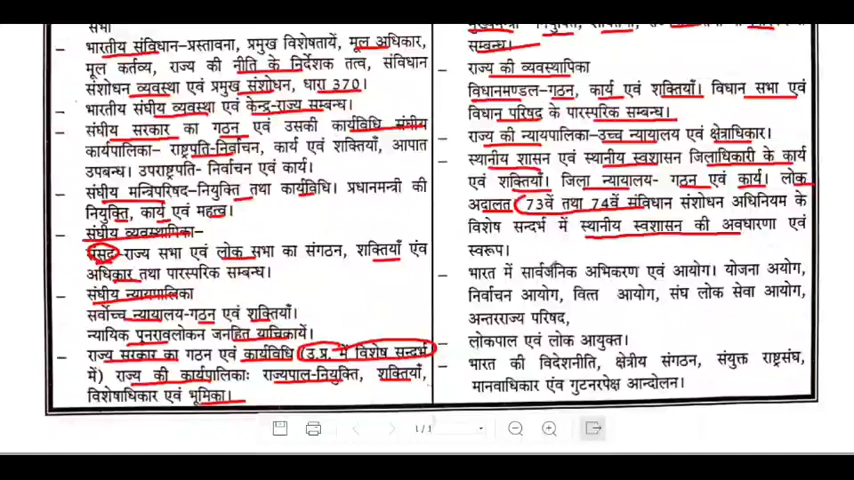 सभा
– भारतीय संविधान–प्रस्तावना, प्रमुख विशेषतायें, मूल अधिकार,
मूल कर्तव्य, राज्य की नीति के निर्देशक तत्व, संविधान
संशोधन व्यवस्था एवं प्रमुख संशोधन, धारा 370।
– भारतीय संघीय व्यवस्था एवं केन्द्र-राज्य सम्बन्ध।
– संघीय सरकार का गठन एवं उसकी कार्यविधि संघीय
कार्यपालिका– राष्ट्रपति-निर्वाचन, कार्य एवं शक्तियाँ, आपात
उपबन्ध। उपराष्ट्रपति- निर्वाचन एवं कार्य।
– संघीय मन्त्रिपरिषद–नियुक्ति तथा कार्यविधि। प्रधानमन्त्री की
नियुक्ति, कार्य एवं महत्व।
संघीय व्यवस्थापिका–
संसद-राज्य सभा एवं लोक सभा का संगठन, शक्तियाँ एंव
अधिकार तथा पारस्परिक सम्बन्ध।
– संघीय न्यायपालिका
सर्वोच्च न्यायालय-गठन एवं शक्तियाँ।
न्यायिक पुनरावलोकन जनहित याचिकायें।
– राज्य सरकार का गठन एवं कार्यविधि (उ.प्र. में विशेष सन्दर्भ
में) राज्य की कार्यपालिकाः राज्यपाल-नियुक्ति, शक्तियाँ,
विशेषाधिकार एवं भूमिका।
सम्बन्ध।
– राज्य की व्यवस्थापिका
विधानमण्डल–गठन, कार्य एवं शक्तियाँ। विधान सभा एवं
विधान परिषद के पारस्परिक सम्बन्ध।
– राज्य की न्यायपालिका–उच्च न्यायालय एवं क्षेत्राधिकार।
– स्थानीय शासन एवं स्थानीय स्वशासन जिलाधिकारी के कार्य
एवं शक्तियाँ। जिला न्यायालय- गठन एवं कार्य। लोक
अदालत 73वें तथा 74वें संविधान संशोधन अधिनियम के
विशेष सन्दर्भ में स्थानीय स्वशासन की अवधारणा एवं
स्वरूप।
– भारत में सार्वजनिक अभिकरण एवं आयोग। योजना अयोग,
निर्वाचन आयोग, वित्त आयोग, संघ लोक सेवा आयोग,
अन्तरराज्य परिषद,
– लोकपाल एवं लोक आयुक्त।
– भारत की विदेशनीति, क्षेत्रीय संगठन, संयुक्त राष्ट्रसंघ,
मानवाधिकार एंव गुटनरपेक्ष आन्दोलन।
1/1